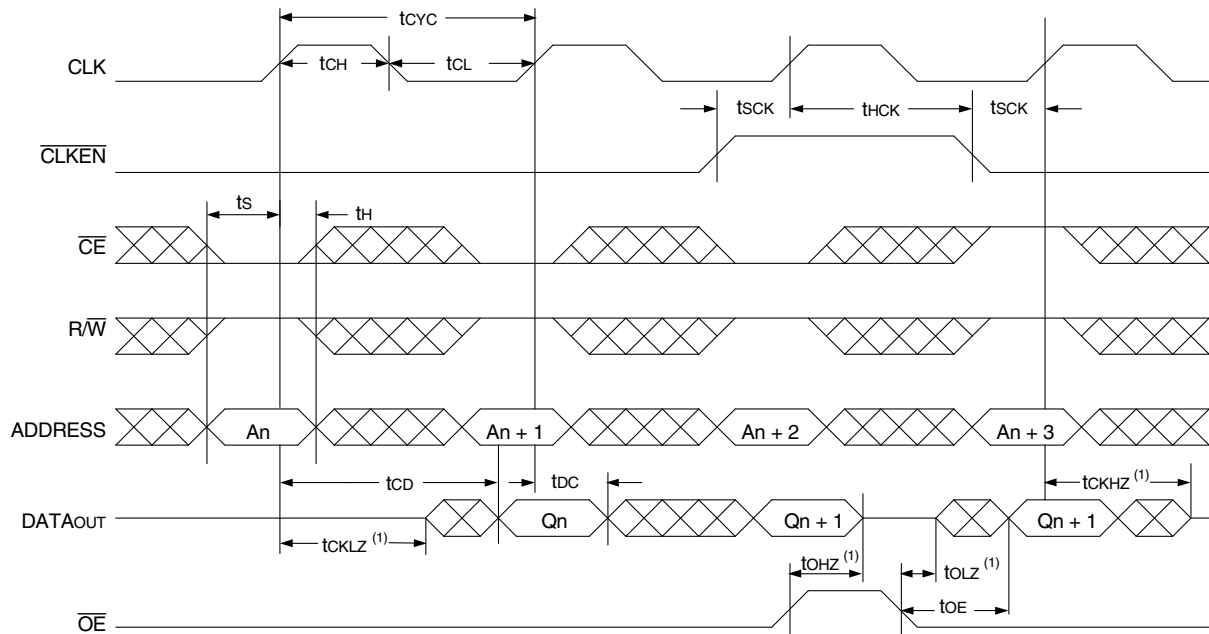 tCYC
CLK
tCH
tCL
tSCK
tHCK
tSCK
CLKEN
tS
tH
CE
R/W
ADDRESS
An
An + 1
An + 2
An + 3
tCD
tDC
tCKHZ (1)
DATAOUT
Qn
Qn + 1
Qn + 1
tCKLZ (1)
tOHZ (1)
tOLZ (1)
tOE
OE